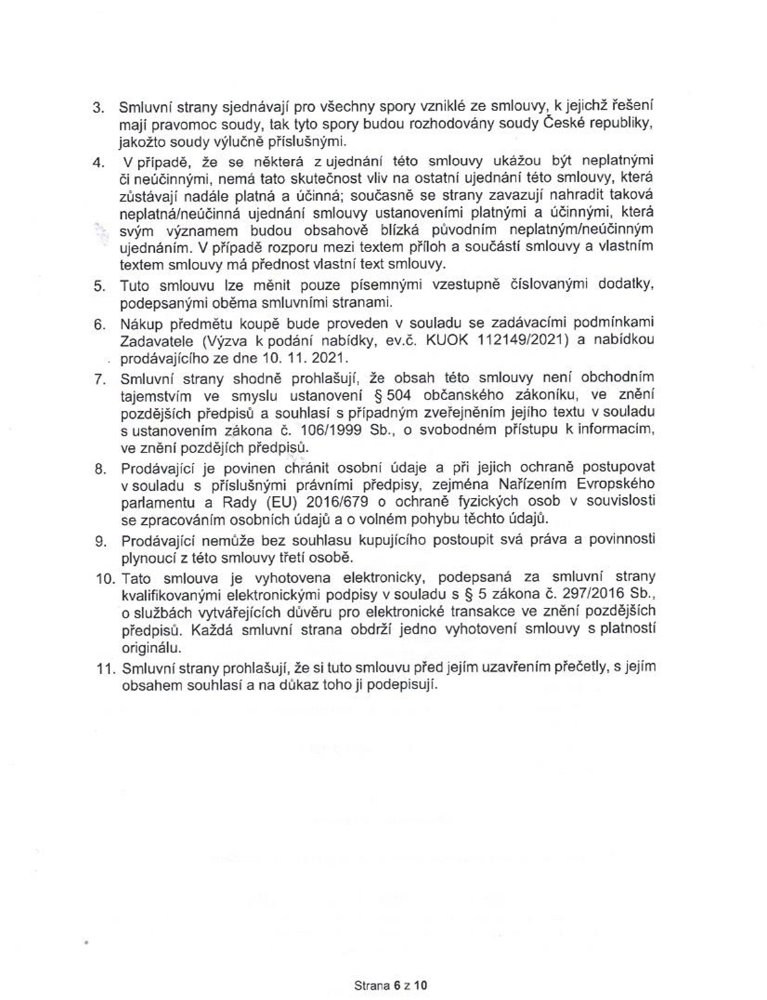 3. Smluvní strany sjednávají pro všechny spory vzniklé ze smlouvy, k jejichž řešení
mají pravomoc soudy, tak tyto spory budou rozhodovány soudy České republiky,
jakožto soudy výlučně příslušnými.
4. V případě, že se některá z ujednání této smlouvy ukážou být neplatnými
či neúčinnými, nemá tato skutečnost vliv na ostatní ujednání této smlouvy, která
zůstávají nadále platná a účinná; současně se strany zavazují nahradit taková
neplatná/neúčinná ujednání smlouvy ustanoveními platnými a účinnými, která
svým významem budou obsahově blízká původním neplatným/neúčinným
ujednáním. V případě rozporu mezi textem příloh a součástí smlouvy a vlastním
textem smlouvy má přednost vlastní text smlouvy.
5. Tuto smlouvu lze měnit pouze písemnými vzestupně číslovanými dodatky,
podepsanými oběma smluvními stranami.
6. Nákup předmětu koupě bude proveden v souladu se zadávacími podmínkami
Zadavatele (Výzva k podání nabídky, ev.č. KUOK 112149/2021) a nabídkou
prodávajícího ze dne 10. 11. 2021.
7. Smluvní strany shodně prohlašují, že obsah této smlouvy není obchodním
tajemstvím ve smyslu ustanovení § 504 občanského zákoníku, ve znění
pozdějších předpisů a souhlasí s případným zveřejněním jejího textu v souladu
s ustanovením zákona č. 106/1999 Sb., o svobodném přístupu k informacím,
ve znění pozdějích předpisů.
8. Prodávající je povinen chránit osobní údaje a při jejich ochraně postupovat
v souladu s příslušnými právními předpisy, zejména Nařízením Evropského
parlamentu a Rady (EU) 2016/679 o ochraně fyzických osob v souvislosti
se zpracováním osobních údajů a o volném pohybu těchto údajů.
9. Prodávající nemůže bez souhlasu kupujícího postoupit svá práva a povinnosti
plynoucí z této smlouvy třetí osobě.
10. Tato smlouva je vyhotovena elektronicky, podepsaná za smluvní strany
kvalifikovanými elektronickými podpisy v souladu s § 5 zákona č. 297/2016 Sb.,
o službách vytvářejících důvěru pro elektronické transakce ve znění pozdějších
předpisů. Každá smluvní strana obdrží jedno vyhotovení smlouvy s platností
originálu.
11. Smluvní strany prohlašují, že si tuto smlouvu před jejím uzavřením přečetly, s jejím
obsahem souhlasí a na důkaz toho ji podepisují.
Strana 6 z 10